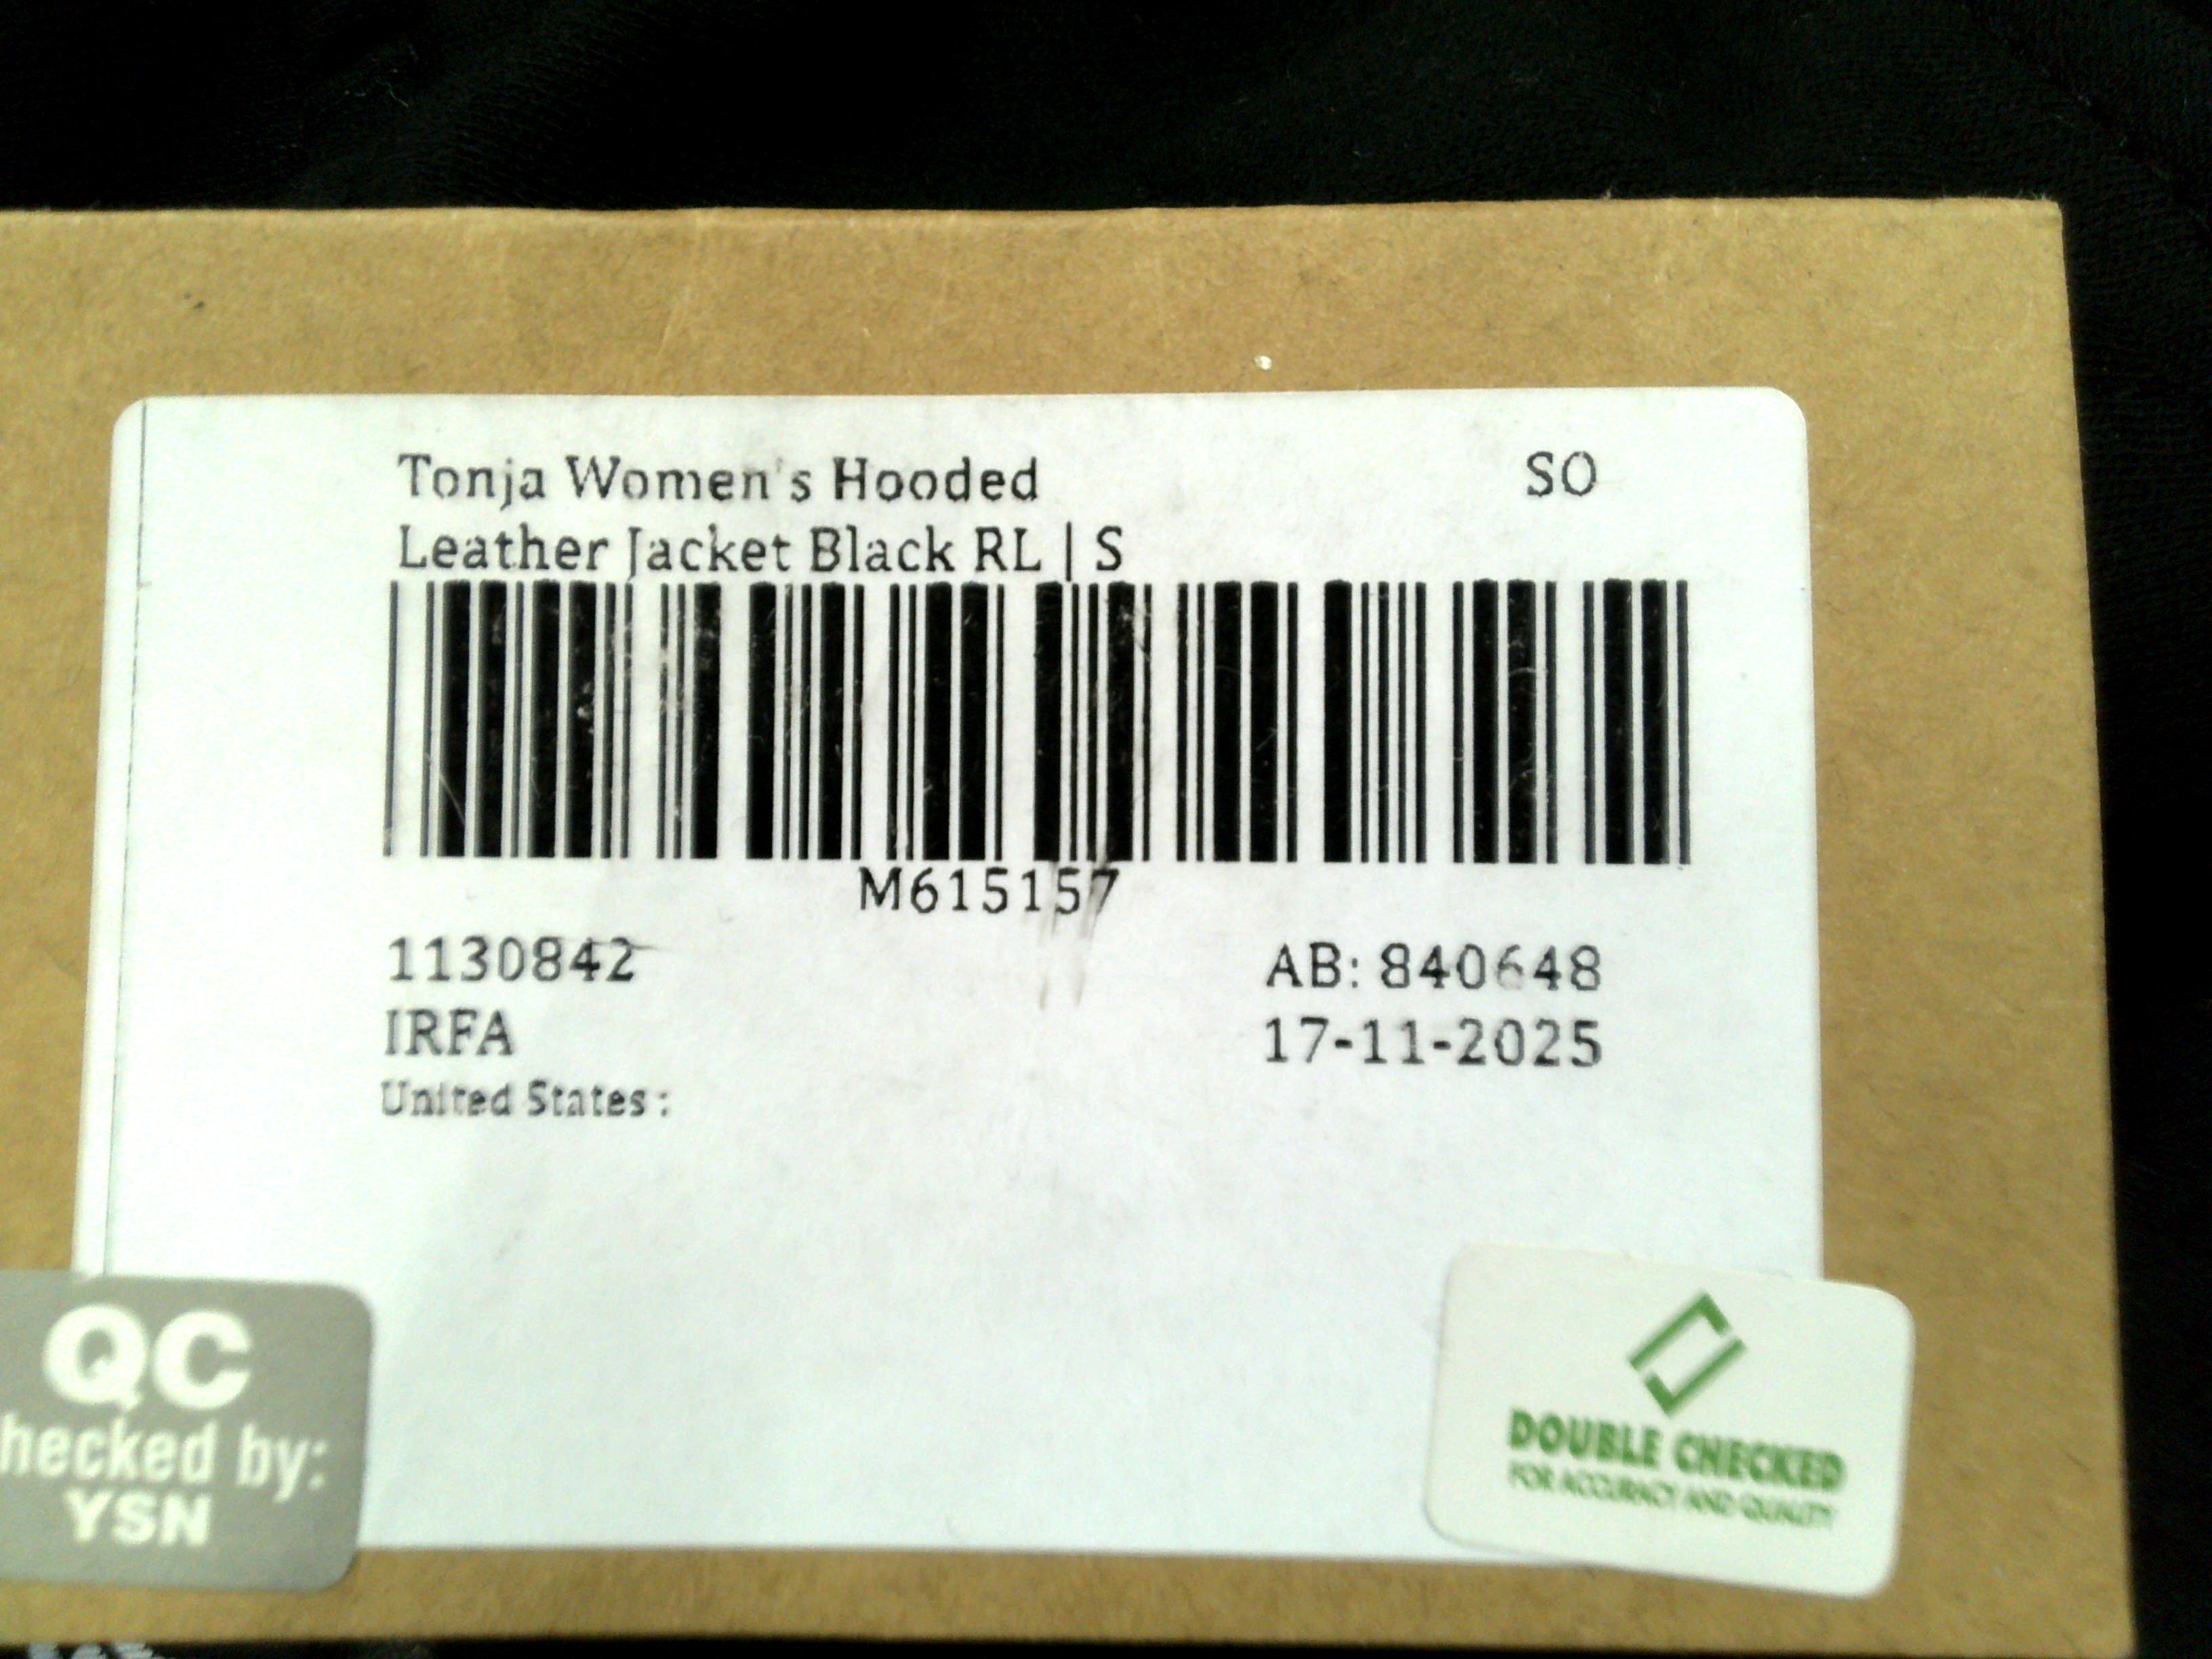 Tonja Women's Hooded
Leather Jacket Black RL | S
SO
M615157
1130842
AB: 840648
IRFA
17-11-2025
United States :
QC
hecked by:
YSN
DOUBLE CHECKED
FOR ACCURACY AND QUALITY